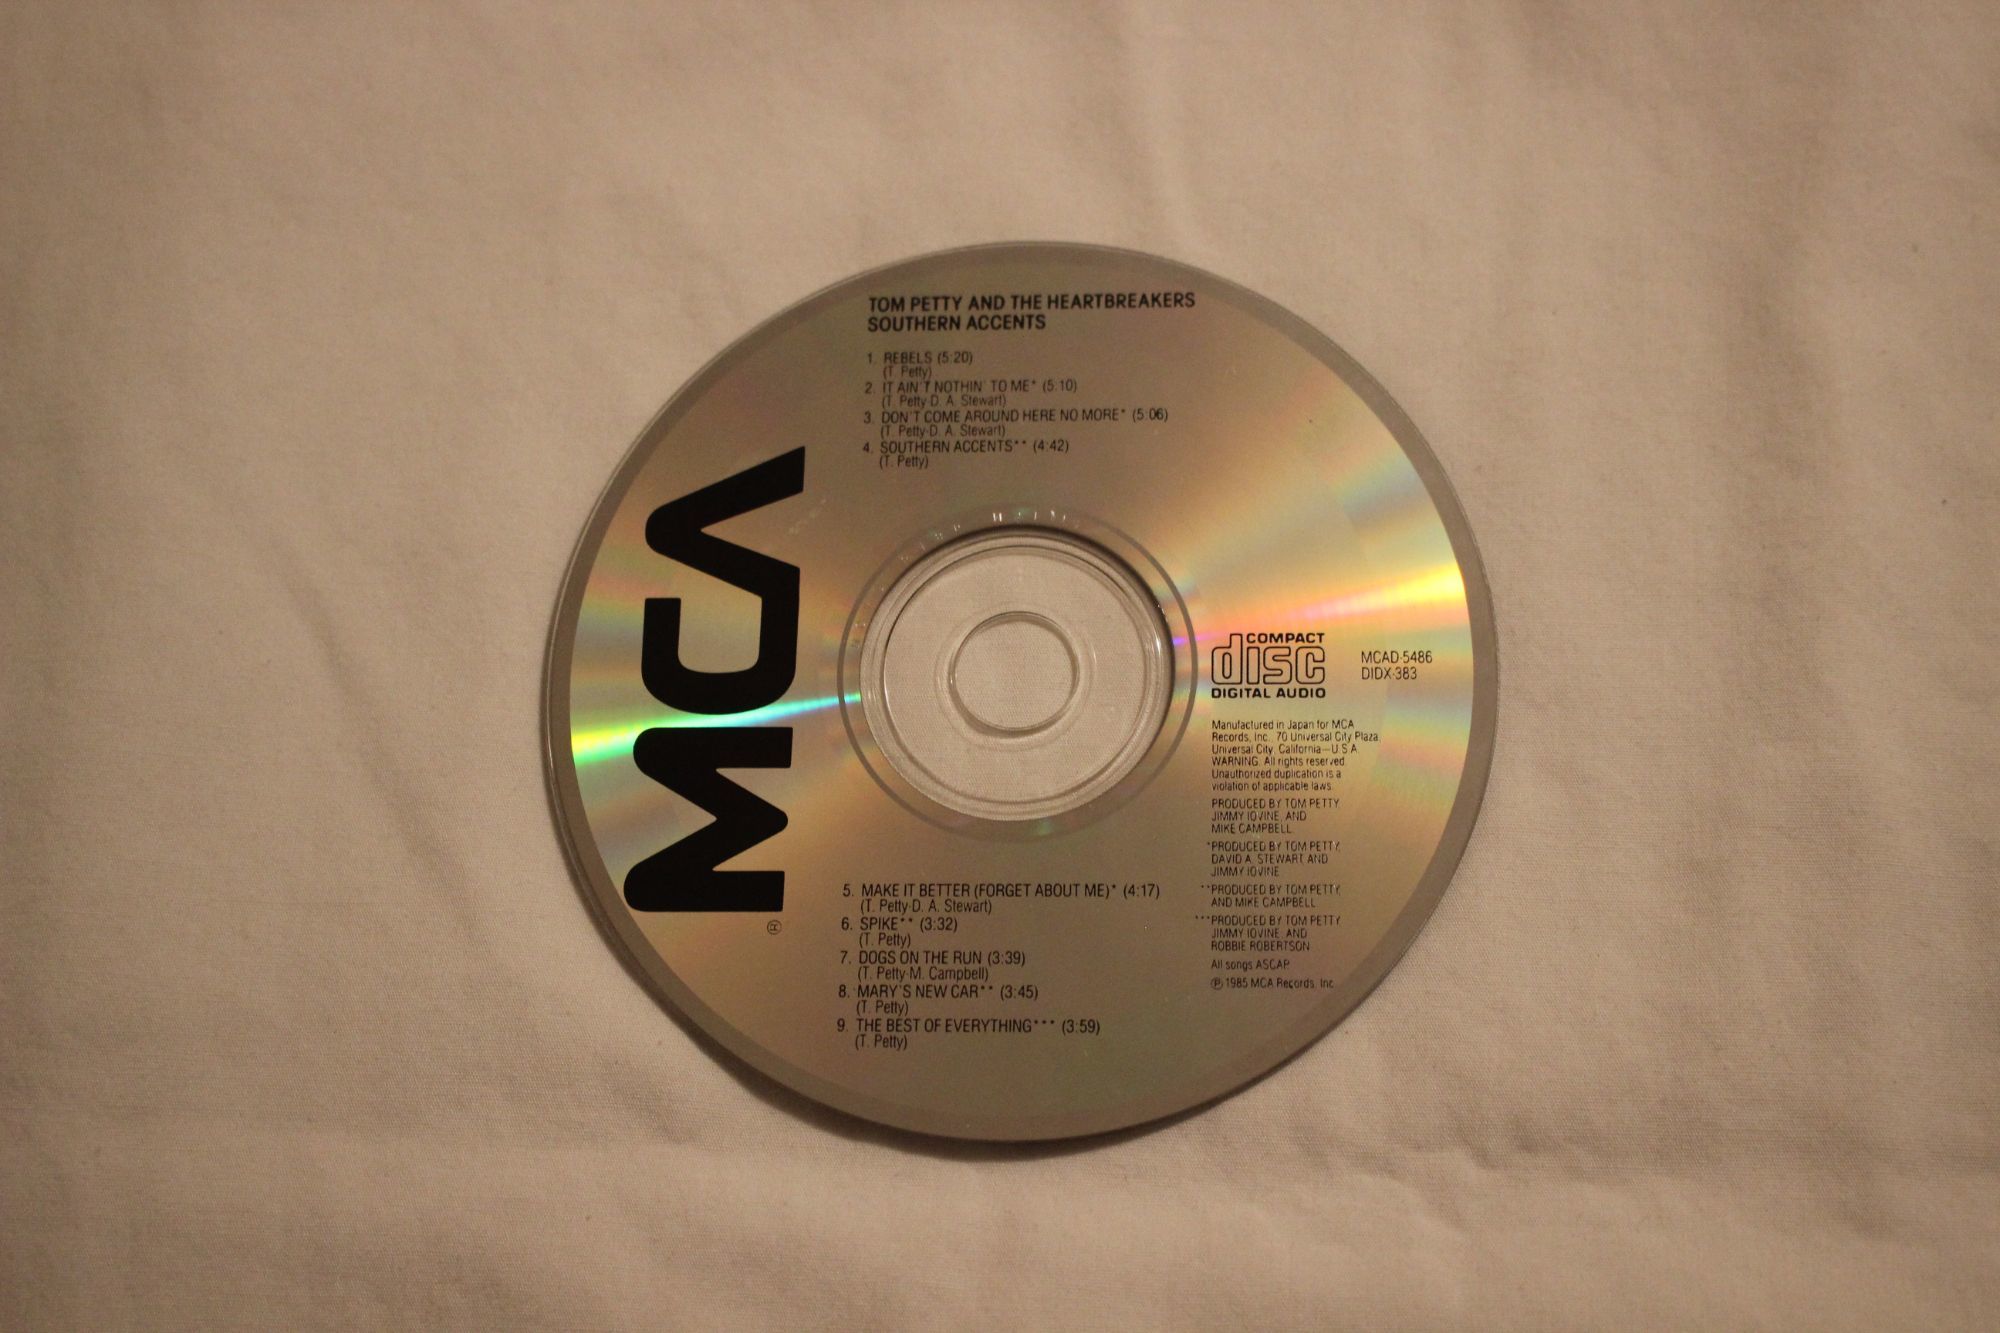 TOM PETTY AND THE HEARTBREAKERS
SOUTHERN ACCENTS
1. REBELS (5:20)
(T. Petty)
2. IT AIN'T NOTHIN' TO ME* (5:10)
(T. Petty-D. A. Stewart)
3. DON'T COME AROUND HERE NO MORE* (5:06)
(T. Petty-D. A. Stewart)
4. SOUTHERN ACCENTS** (4:42)
(T. Petty)
MCA
®
COMPACT
disc
DIGITAL AUDIO
MCAD-5486
DIDX-383
Manufactured in Japan for MCA
Records, Inc., 70 Universal City Plaza,
Universal City, California—U.S.A.
WARNING: All rights reserved.
Unauthorized duplication is a
violation of applicable laws.
PRODUCED BY TOM PETTY,
JIMMY IOVINE, AND
MIKE CAMPBELL.
*PRODUCED BY TOM PETTY,
DAVID A. STEWART AND
JIMMY IOVINE
**PRODUCED BY TOM PETTY,
AND MIKE CAMPBELL
***PRODUCED BY TOM PETTY,
JIMMY IOVINE, AND
ROBBIE ROBERTSON
All songs ASCAP.
℗ 1985 MCA Records, Inc.
5. MAKE IT BETTER (FORGET ABOUT ME)* (4:17)
(T. Petty-D. A. Stewart)
6. SPIKE** (3:32)
(T. Petty)
7. DOGS ON THE RUN (3:39)
(T. Petty-M. Campbell)
8. MARY'S NEW CAR** (3:45)
(T. Petty)
9. THE BEST OF EVERYTHING*** (3:59)
(T. Petty)